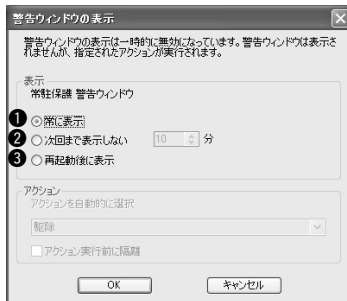 警告ウィンドウの表示
警告ウィンドウの表示は一時的に無効になっています。警告ウィンドウは表示さ
れませんが、指定されたアクションが実行されます。
表示
常駐保護 警告ウィンドウ
❶ 常に表示
❷ 次回まで表示しない 10 分
❸ 再起動後に表示
アクション
アクションを自動的に選択
駆除
アクション実行前に隔離
OK キャンセル